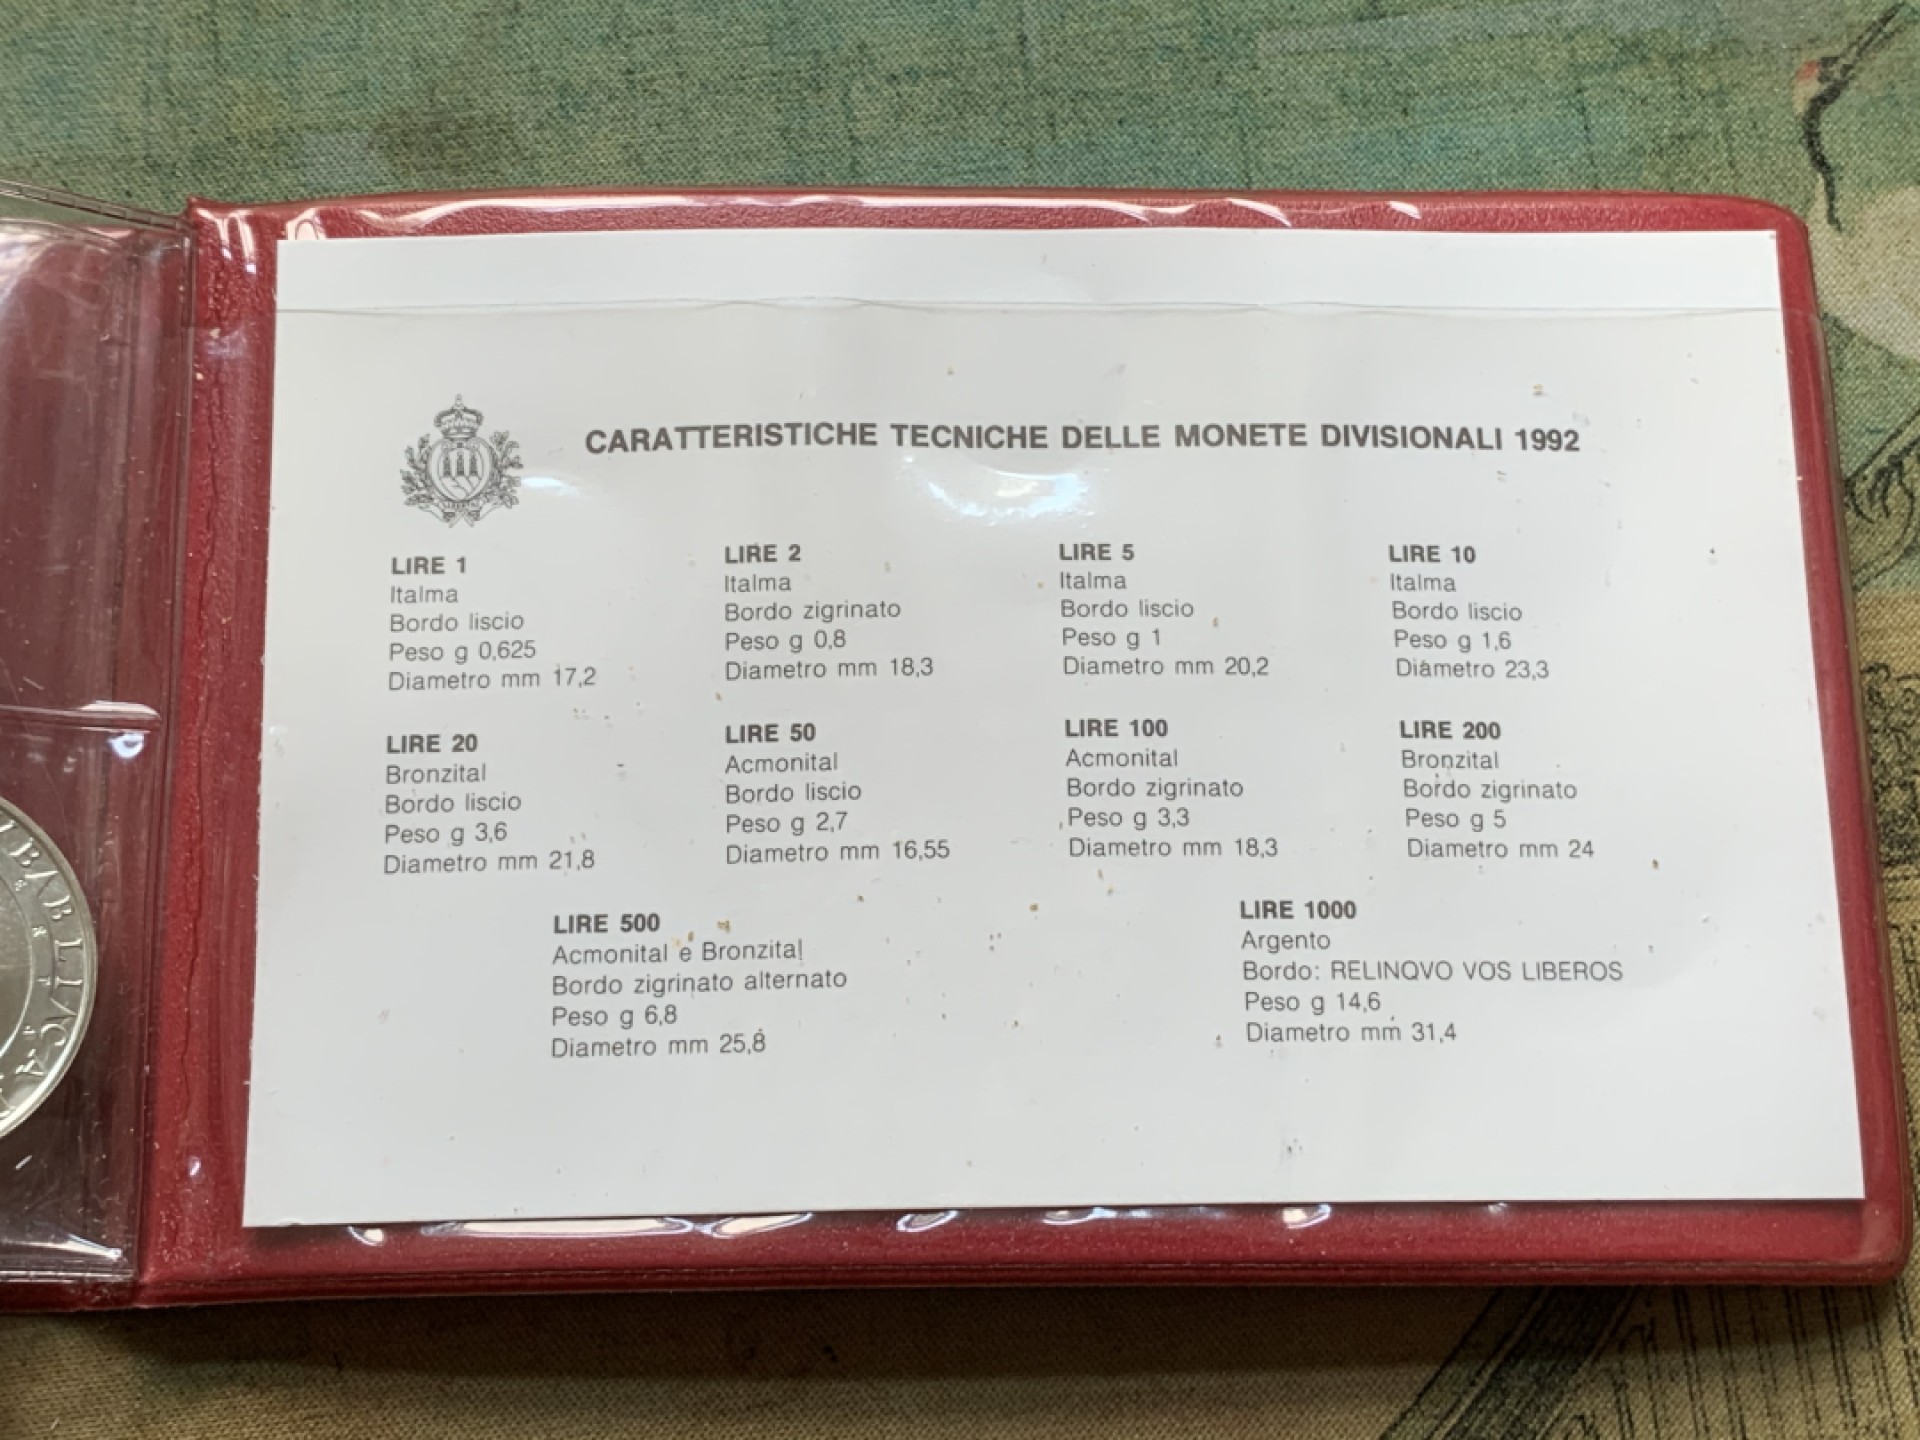 CARATTERISTICHE TECNICHE DELLE MONETE DIVISIONALI 1992
LIRE 1
Italma
Bordo liscio
Peso g 0,625
Diametro mm 17,2
LIRE 2
Italma
Bordo zigrinato
Peso g 0,8
Diametro mm 18,3
LIRE 5
Italma
Bordo liscio
Peso g 1
Diametro mm 20,2
LIRE 10
Italma
Bordo liscio
Peso g 1,6
Diametro 23,3
LIRE 20
Bronzital
Bordo liscio
Peso g 3,6
Diametro mm 21,8
LIRE 50
Acmonital
Bordo liscio
Peso g 2,7
Diametro mm 16,55
LIRE 100
Acmonital
Bordo zigrinato
Peso g 3,3
Diametro mm 18,3
LIRE 200
Bronzital
Bordo zigrinato
Peso g 5
Diametro mm 24
LIRE 500
Acmonital e Bronzital
Bordo zigrinato alternato
Peso g 6,8
Diametro mm 25,8
LIRE 1000
Argento
Bordo: RELINQVO VOS LIBEROS
Peso g 14,6
Diametro mm 31,4